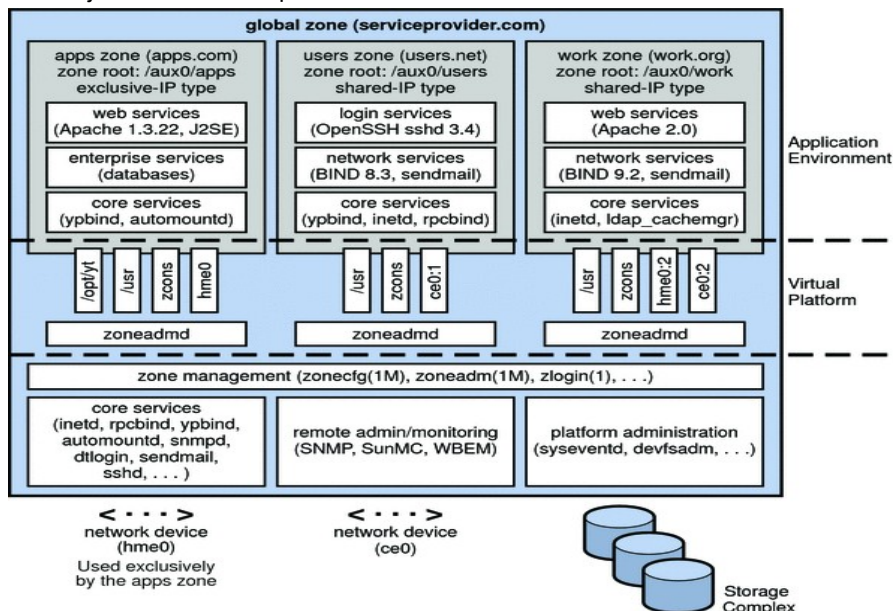 global zone (serviceprovider.com)
apps zone (apps.com)
zone root: /aux0/apps
exclusive-IP type
web services
(Apache 1.3.22, J2SE)
enterprise services
(databases)
core services
(ypbind, automountd)
users zone (users.net)
zone root: /aux0/users
shared-IP type
login services
(OpenSSH sshd 3.4)
network services
(BIND 8.3, sendmail)
core services
(ypbind, inetd, rpcbind)
work zone (work.org)
zone root: /aux0/work
shared-IP type
web services
(Apache 2.0)
network services
(BIND 9.2, sendmail)
core services
(inetd, ldap_cachemgr)
Application
Environment
/opt/yt
/usr
zcons
hme0
zoneadmd
/usr
zcons
ce0:1
zoneadmd
/usr
zcons
hme0:2
ce0:2
zoneadmd
Virtual
Platform
zone management (zonecfg(1M), zoneadm(1M), zlogin(1), . . .)
core services
(inetd, rpcbind, ypbind,
automountd, snmpd,
dtlogin, sendmail,
sshd, . . . )
remote admin/monitoring
(SNMP, SunMC, WBEM)
platform administration
(syseventd, devfsadm, . . .)
network device
(hme0)
Used exclusively
by the apps zone
network device
(ce0)
Storage
Complex